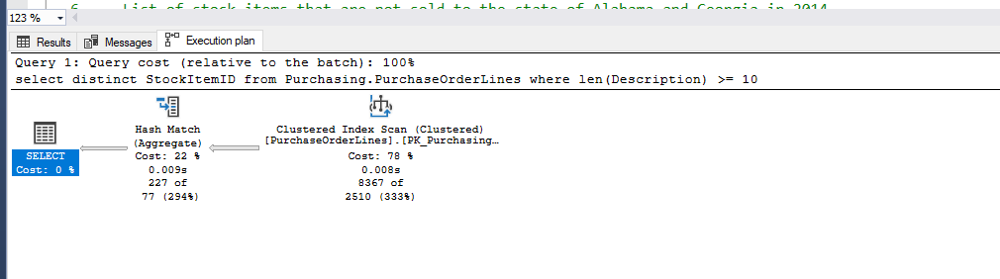 6 List of stock items that are not sold to the state of Alabama and Georgia in 2014
123 %
Results Messages Execution plan
Query 1: Query cost (relative to the batch): 100%
select distinct StockItemID from Purchasing.PurchaseOrderLines where len(Description) >= 10
SELECT
Cost: 0 %
Hash Match
(Aggregate)
Cost: 22 %
0.009s
227 of
77 (294%)
Clustered Index Scan (Clustered)
[PurchaseOrderLines].[PK_Purchasing…
Cost: 78 %
0.008s
8367 of
2510 (333%)